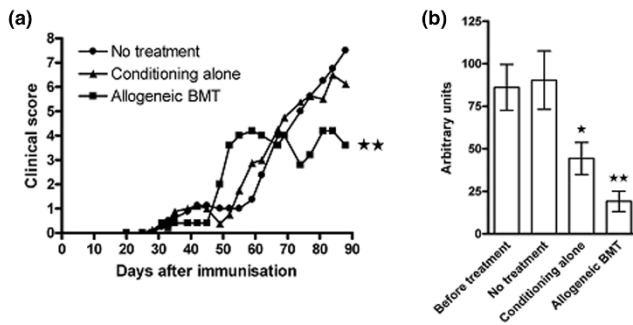 (a)
No treatment
Conditioning alone
Allogeneic BMT
Clinical score
8
7
6
5
4
3
2
1
0
★★
0 10 20 30 40 50 60 70 80 90
Days after immunisation
(b)
Arbitrary units
125
100
75
50
25
0
★
★★
Before treatment
No treatment
Conditioning alone
Allogeneic BMT